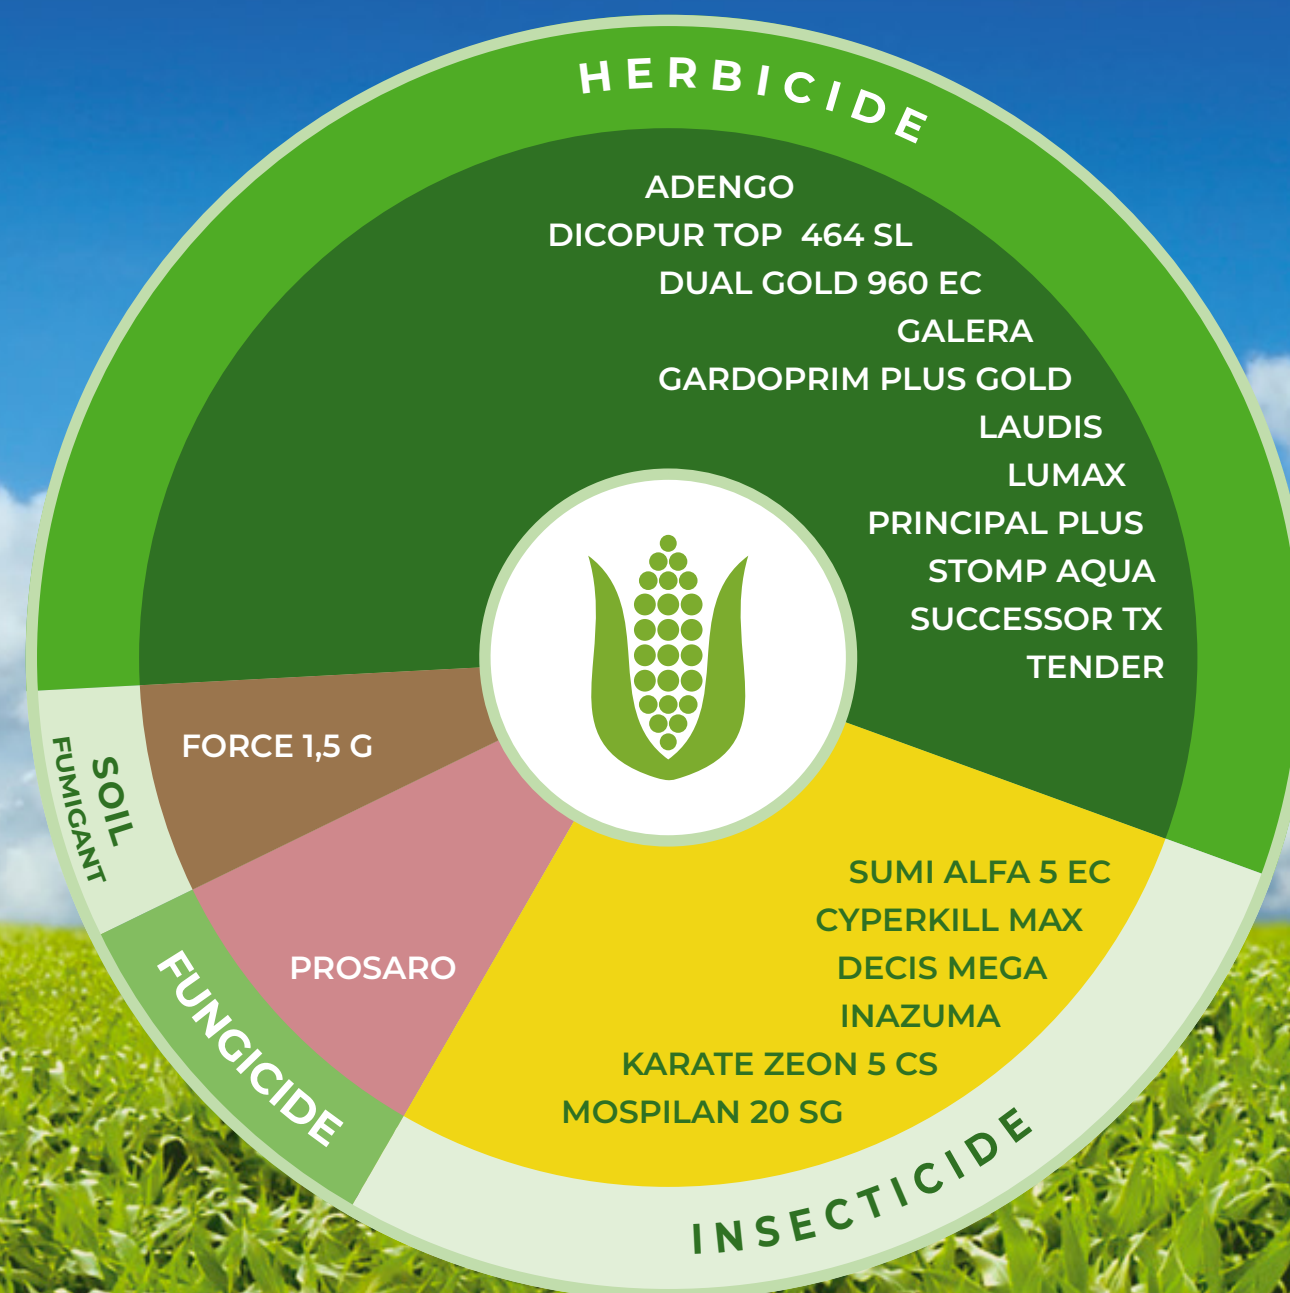 HERBICIDE
ADENGO
DICOPUR TOP 464 SL
DUAL GOLD 960 EC
GALERA
GARDOPRIM PLUS GOLD
LAUDIS
LUMAX
PRINCIPAL PLUS
STOMP AQUA
SUCCESSOR TX
TENDER
SOIL
FUMIGANT
FORCE 1,5 G
FUNGICIDE
PROSARO
SUMI ALFA 5 EC
CYPERKILL MAX
DECIS MEGA
INAZUMA
KARATE ZEON 5 CS
MOSPILAN 20 SG
INSECTICIDE